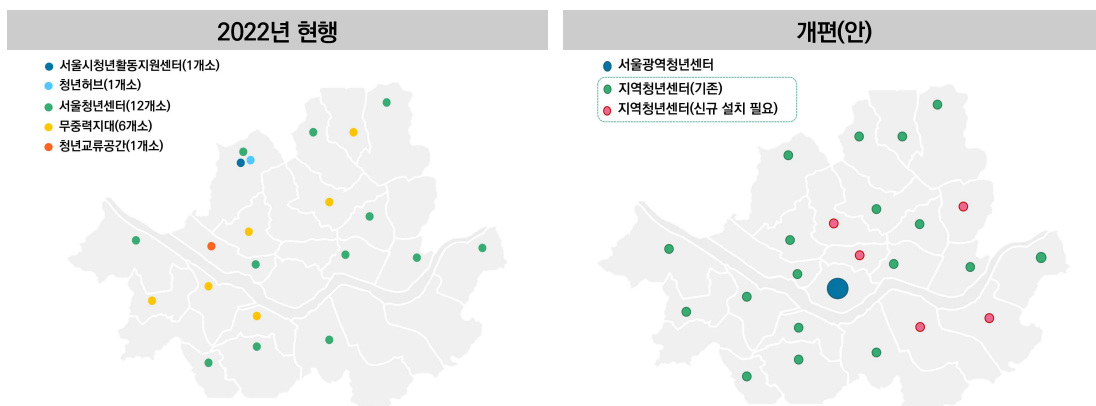 2022년 현행
서울시청년활동지원센터(1개소)
청년허브(1개소)
서울청년센터(12개소)
무중력지대(6개소)
청년교류공간(1개소)
개편(안)
서울광역청년센터
지역청년센터(기존)
지역청년센터(신규 설치 필요)